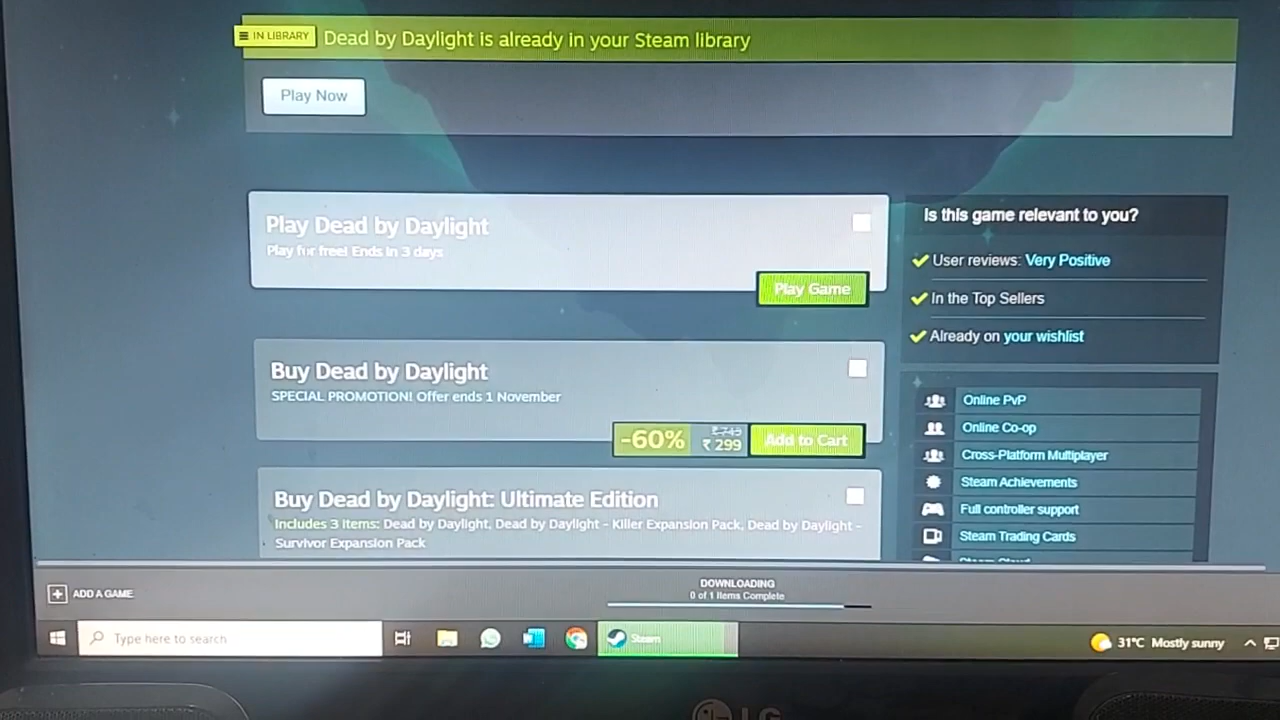 IN LIBRARY
Dead by Daylight is already in your Steam library
Play Now
Play Dead by Daylight
Play for free! Ends in 3 days
Play Game
Buy Dead by Daylight
SPECIAL PROMOTION! Offer ends 1 November
-60%
₹ 749
₹ 299
Add to Cart
Buy Dead by Daylight: Ultimate Edition
Includes 3 items: Dead by Daylight, Dead by Daylight - Killer Expansion Pack, Dead by Daylight -
Survivor Expansion Pack
Is this game relevant to you?
User reviews: Very Positive
In the Top Sellers
Already on your wishlist
Online PvP
Online Co-op
Cross-Platform Multiplayer
Steam Achievements
Full controller support
Steam Trading Cards
ADD A GAME
DOWNLOADING
0 of 1 Items Complete
Type here to search
Steam
31°C Mostly sunny
LG